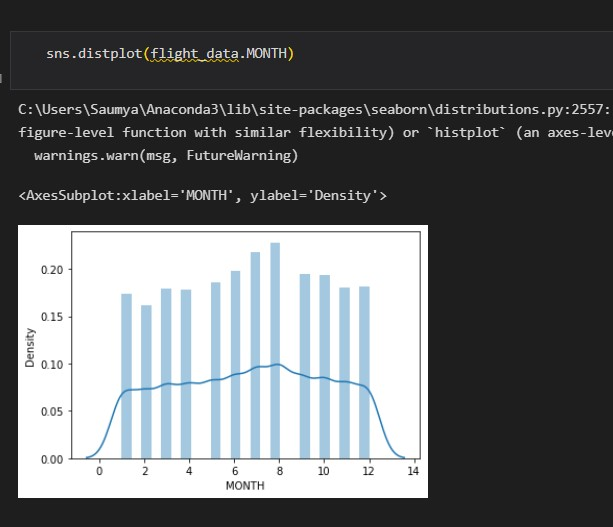 sns.distplot(flight_data.MONTH)
C:\Users\Saumya\Anaconda3\lib\site-packages\seaborn\distributions.py:2557:
figure-level function with similar flexibility) or `histplot` (an axes-lev
warnings.warn(msg, FutureWarning)
<AxesSubplot:xlabel='MONTH', ylabel='Density'>
0.20
0.15
0.10
0.05
0.00
Density
0 2 4 6 8 10 12 14
MONTH